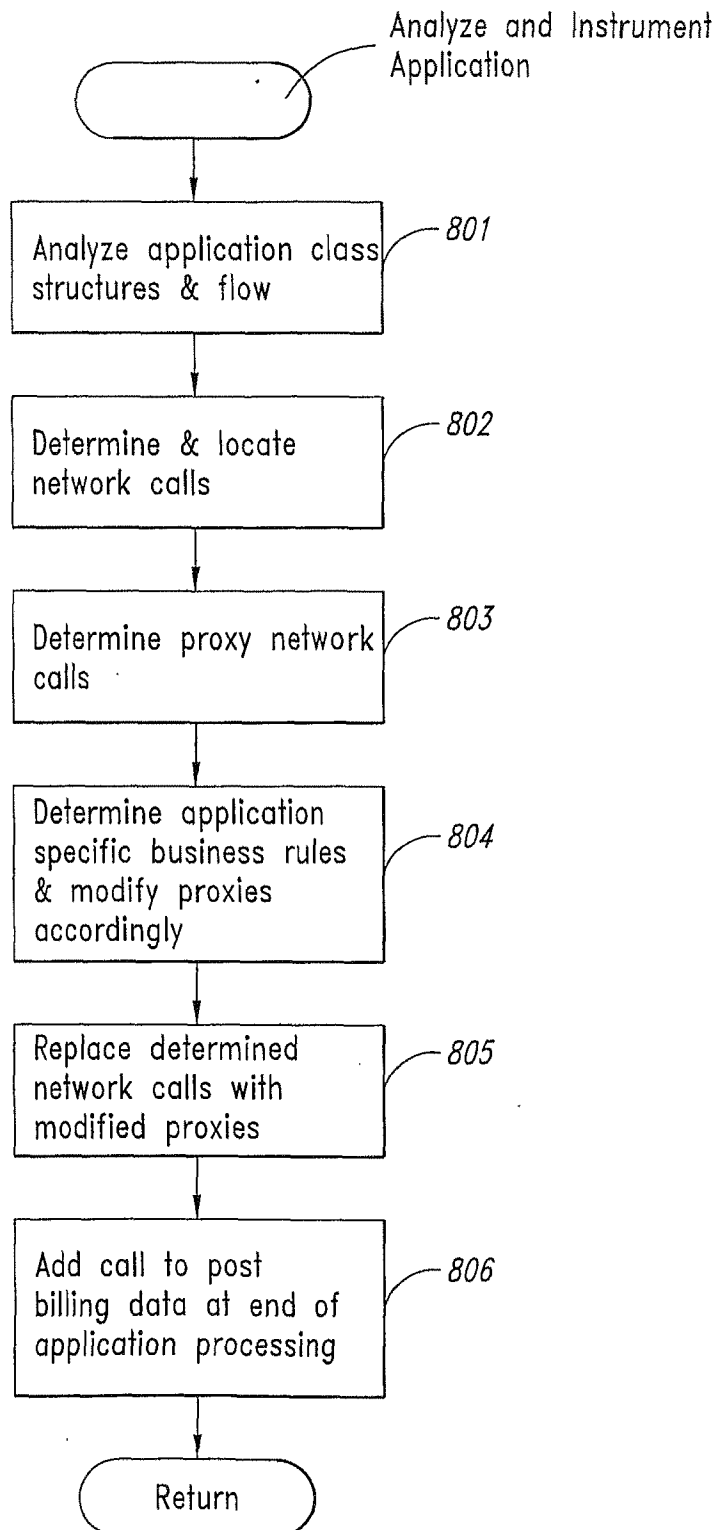 Analyze and Instrument
Application
801
Analyze application class
structures & flow
802
Determine & locate
network calls
803
Determine proxy network
calls
804
Determine application
specific business rules
& modify proxies
accordingly
805
Replace determined
network calls with
modified proxies
806
Add call to post
billing data at end of
application processing
Return